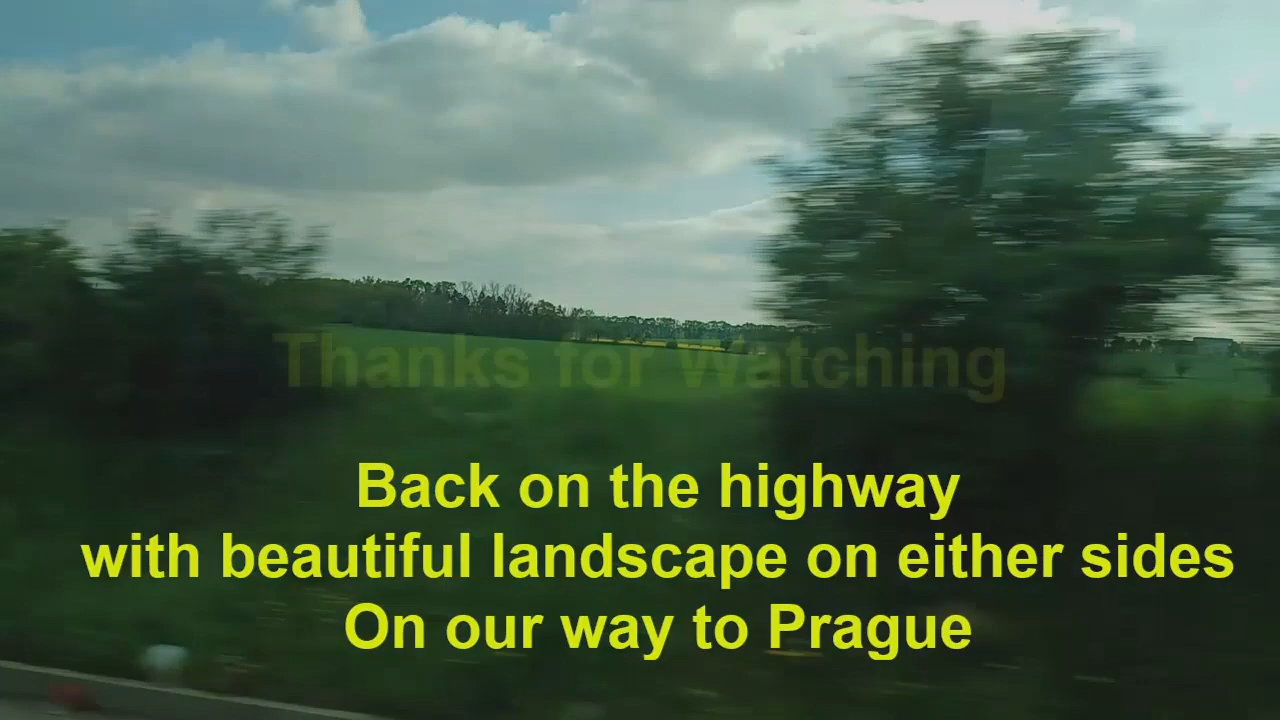 Thanks for Watching
Back on the highway
with beautiful landscape on either sides
On our way to Prague